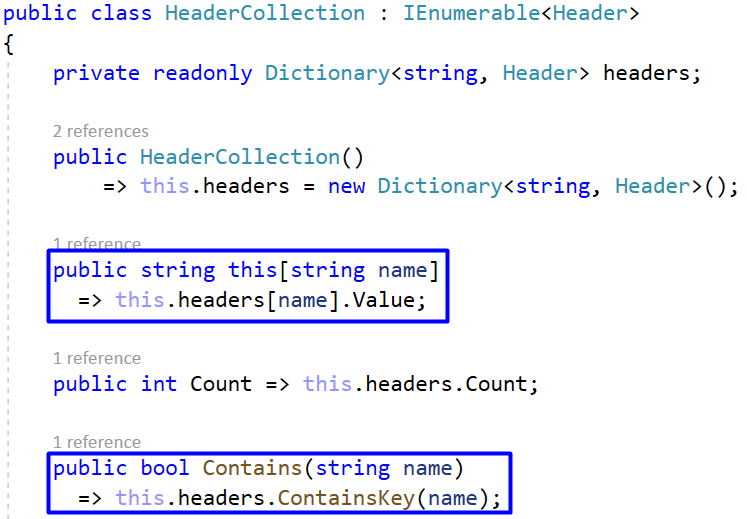 public class HeaderCollection : IEnumerable<Header>
{
private readonly Dictionary<string, Header> headers;
2 references
public HeaderCollection()
=> this.headers = new Dictionary<string, Header>();
1 reference
public string this[string name]
=> this.headers[name].Value;
1 reference
public int Count => this.headers.Count;
1 reference
public bool Contains(string name)
=> this.headers.ContainsKey(name);